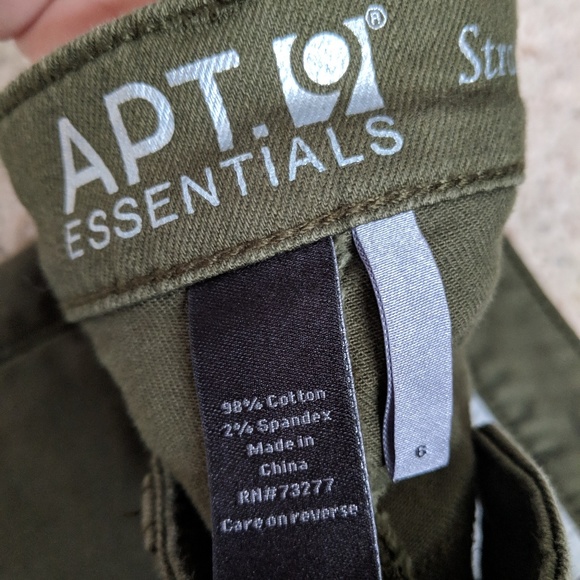 APT. 9®
ESSENTiALS
98% Cotton
2% Spandex
Made in
China
RN#73277
Care on reverse
6